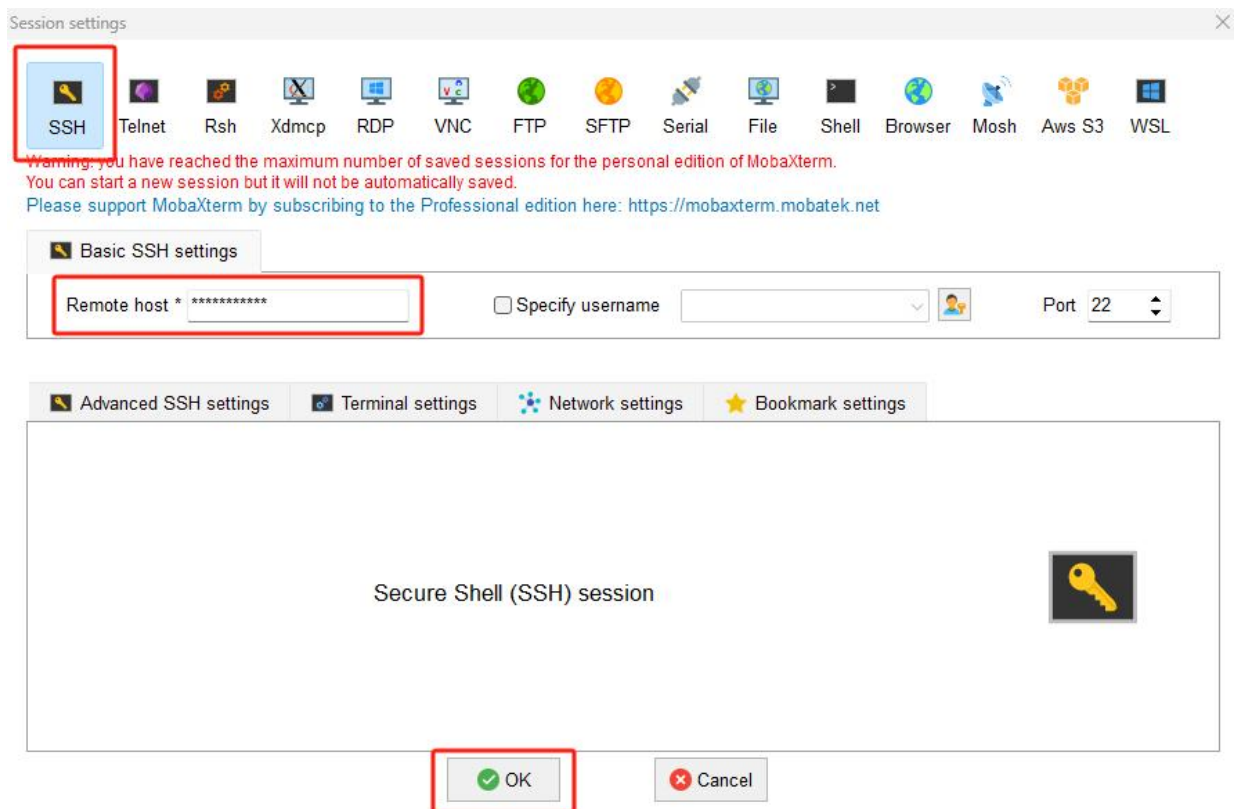 Session settings
SSH Telnet Rsh Xdmcp RDP VNC FTP SFTP Serial File Shell Browser Mosh Aws S3 WSL
Warning: you have reached the maximum number of saved sessions for the personal edition of MobaXterm.
You can start a new session but it will not be automatically saved.
Please support MobaXterm by subscribing to the Professional edition here: https://mobaxterm.mobatek.net
Basic SSH settings
Remote host * *********** Specify username Port 22
Advanced SSH settings Terminal settings Network settings Bookmark settings
Secure Shell (SSH) session
OK Cancel